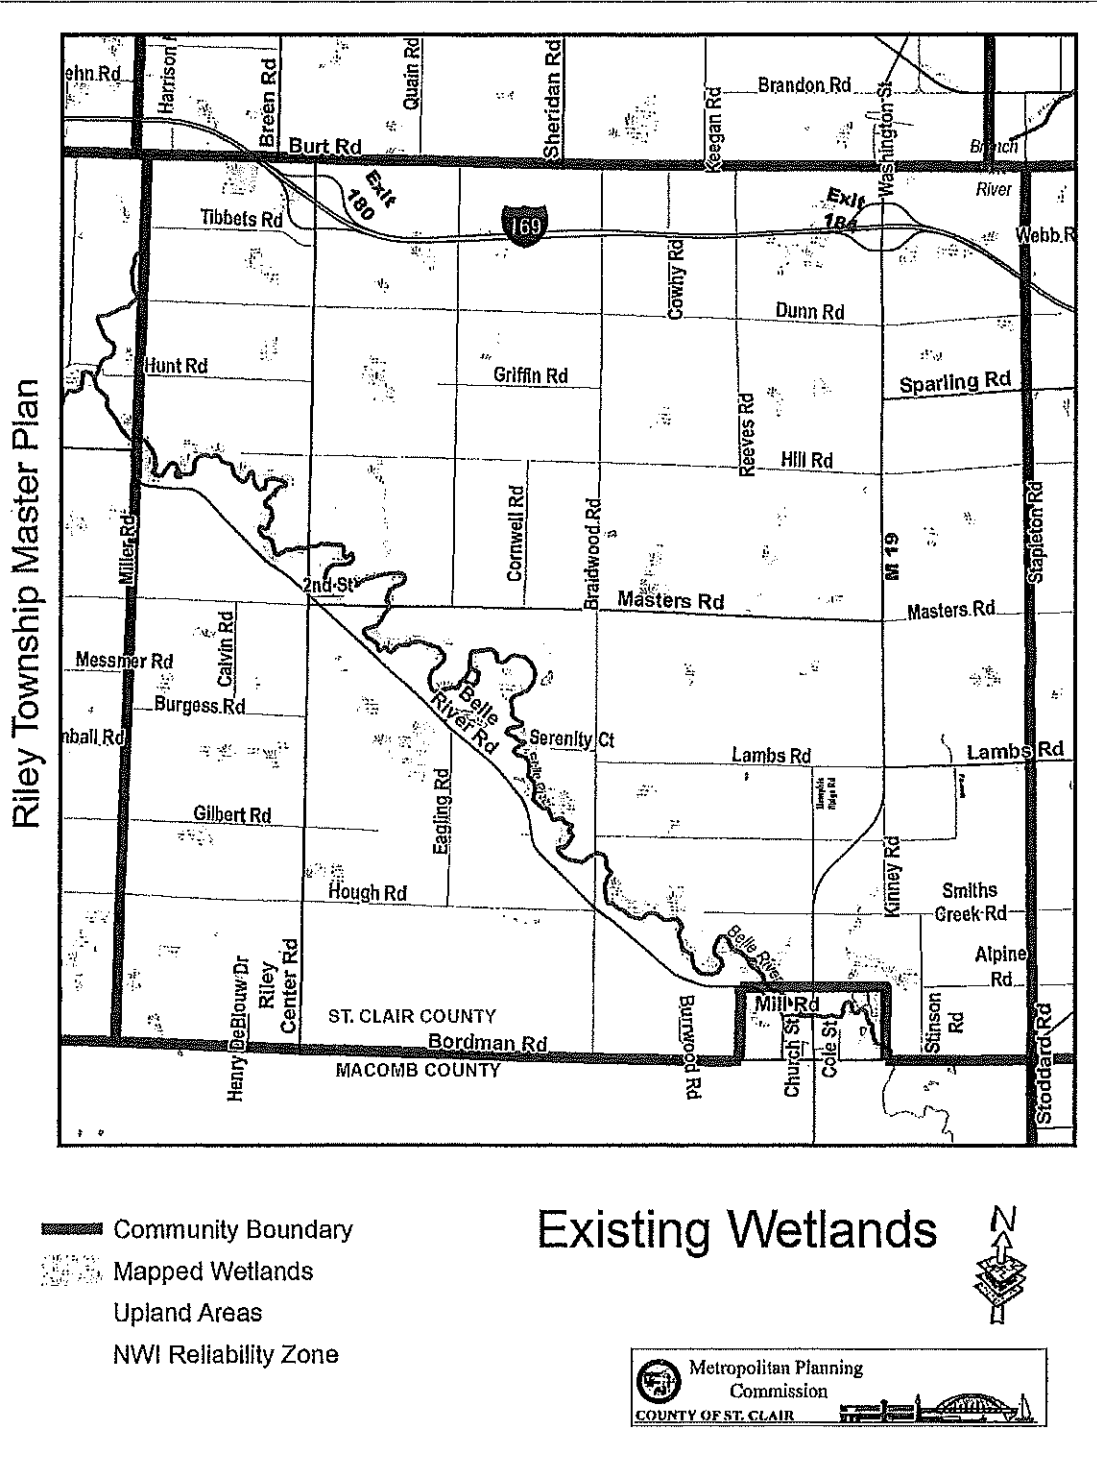 Riley Township Master Plan
ehn Rd
Harrison
Breen Rd
Quain Rd
Sheridan Rd
Keegan Rd
Brandon Rd
Washington St
Burt Rd
Branch
River
Exit
180
Exit
184
Tibbets Rd
169
Webb R
Cowhy Rd
Dunn Rd
Hunt Rd
Griffin Rd
Sparling Rd
Reeves Rd
Hill Rd
Miller Rd
Cornwell Rd
Braidwood Rd
M 19
Stapleton Rd
2nd St
Masters Rd
Masters Rd
Messmer Rd
Calvin Rd
Burgess Rd
Belle
River Rd
nball Rd
Serenity Ct
Belle River
Lambs Rd
Lambs Rd
Memphis
Ridge Rd
Gilbert Rd
Eagling Rd
Kinney Rd
Hough Rd
Smiths
Creek Rd
Belle River
Alpine
Rd
Henry DeBlouw Dr
Riley
Center Rd
ST. CLAIR COUNTY
Bordman Rd
MACOMB COUNTY
Burrwood Rd
Mill Rd
Church St
Cole St
Stinson
Rd
Stoddard Rd
Community Boundary
Mapped Wetlands
Upland Areas
NWI Reliability Zone
Existing Wetlands
N
Metropolitan Planning
Commission
COUNTY OF ST. CLAIR